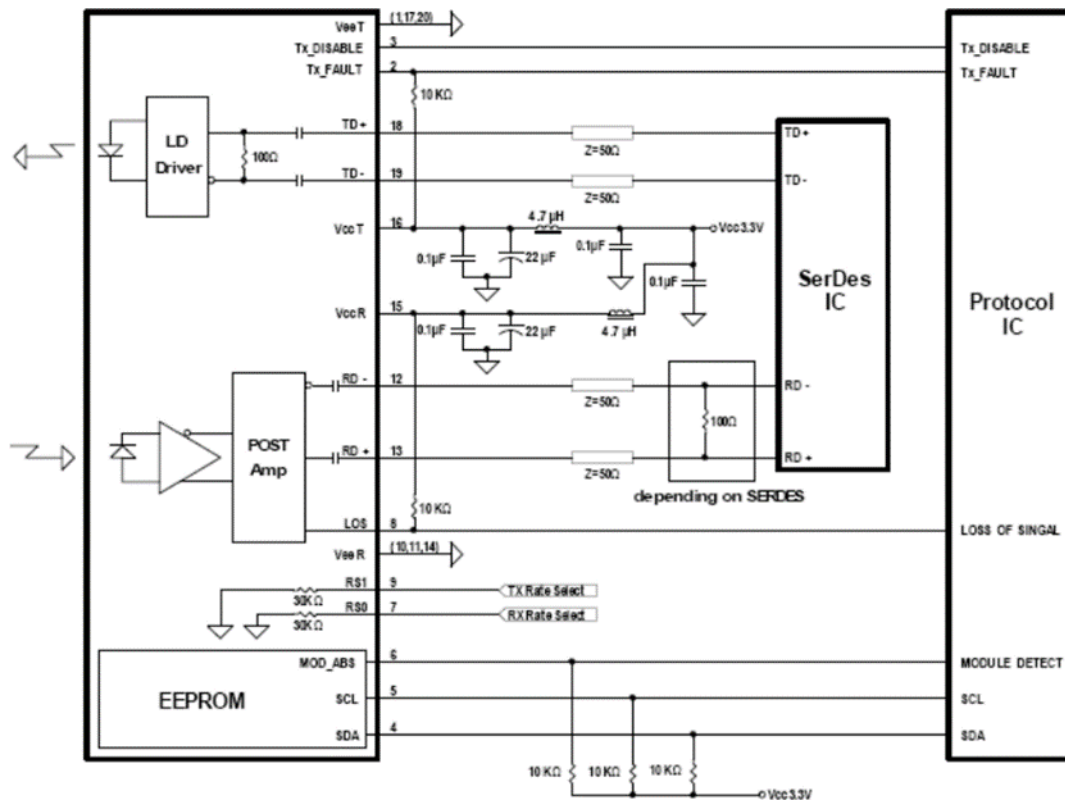 VeeT (1,17,20)
Tx_DISABLE 3 Tx_DISABLE
Tx_FAULT 2 Tx_FAULT
10 KΩ
LD
Driver
100Ω
TD+ 18 Z=50Ω TD+
TD- 19 Z=50Ω TD-
VccT 16 4.7 µH Vcc3.3V
0.1µF 22 µF 0.1µF 0.1µF
VccR 15 4.7 µH
0.1µF 22 µF
SerDes
IC
Protocol
IC
RD - 12 Z=50Ω RD -
100Ω
POST
Amp
RD + 13 Z=50Ω RD +
depending on SERDES
10 KΩ
LOS 8 LOSS OF SINGAL
VeeR (10,11,14)
RS1 9 TX Rate Select
30KΩ
RS0 7 RX Rate Select
30KΩ
EEPROM
MOD_ABS 6 MODULE DETECT
SCL 5 SCL
SDA 4 SDA
10 KΩ 10 KΩ 10 KΩ
Vcc3.3V